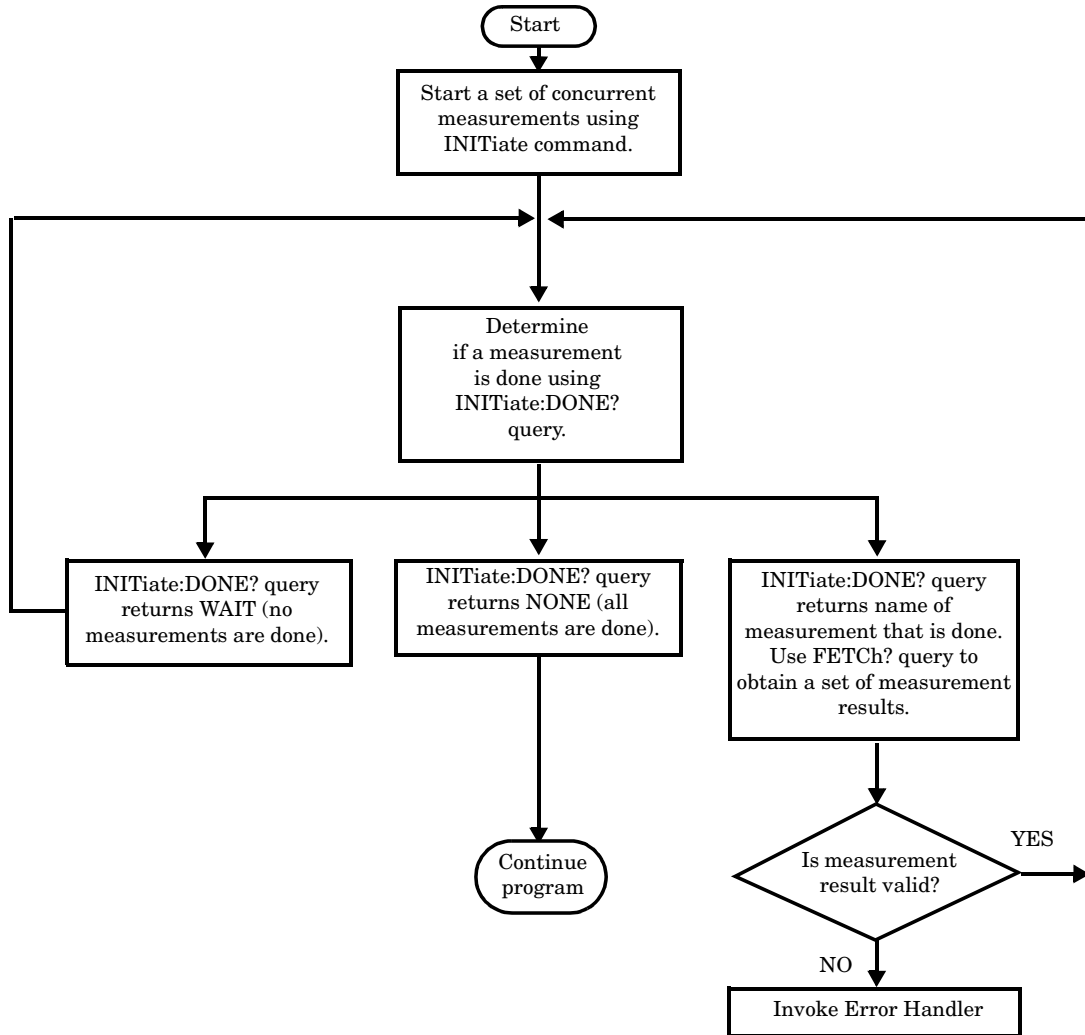 Start
Start a set of concurrent
measurements using
INITiate command.
Determine
if a measurement
is done using
INITiate:DONE?
query.
INITiate:DONE? query
returns WAIT (no
measurements are done).
INITiate:DONE? query
returns NONE (all
measurements are done).
INITiate:DONE? query
returns name of
measurement that is done.
Use FETCh? query to
obtain a set of measurement
results.
Continue
program
Is measurement
result valid?
YES
NO
Invoke Error Handler